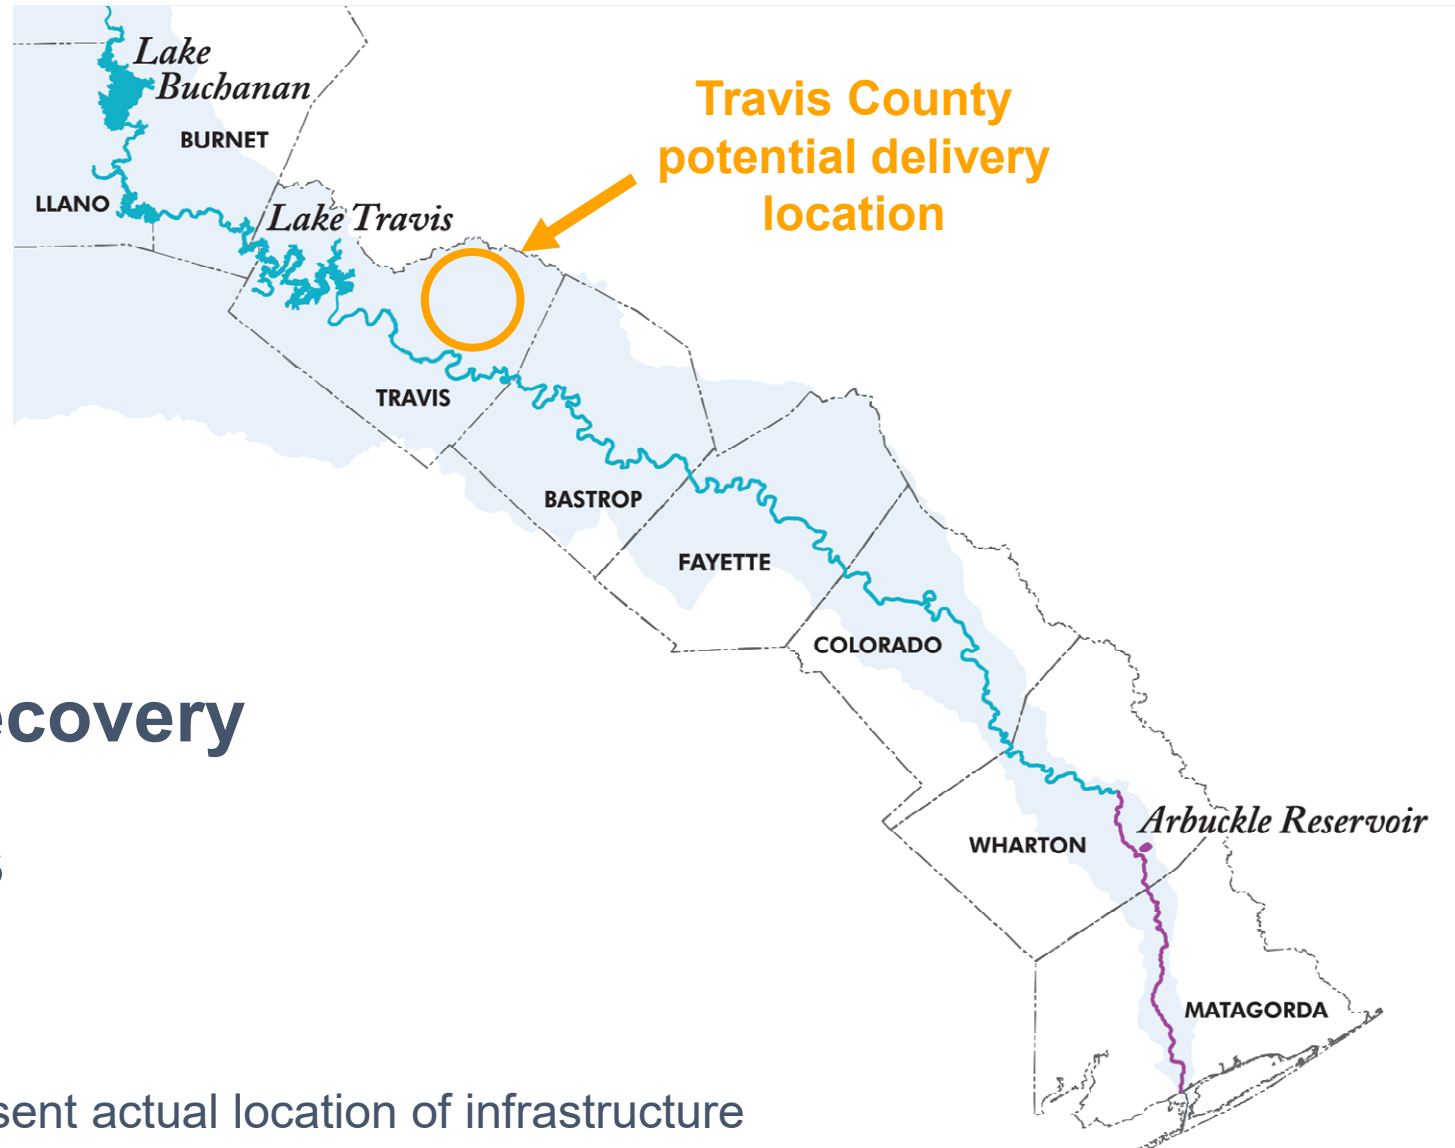 Lake
Buchanan
BURNET
Travis County
potential delivery
location
LLANO
Lake Travis
TRAVIS
BASTROP
FAYETTE
COLORADO
ecovery
Arbuckle Reservoir
WHARTON
s
MATAGORDA
sent actual location of infrastructure